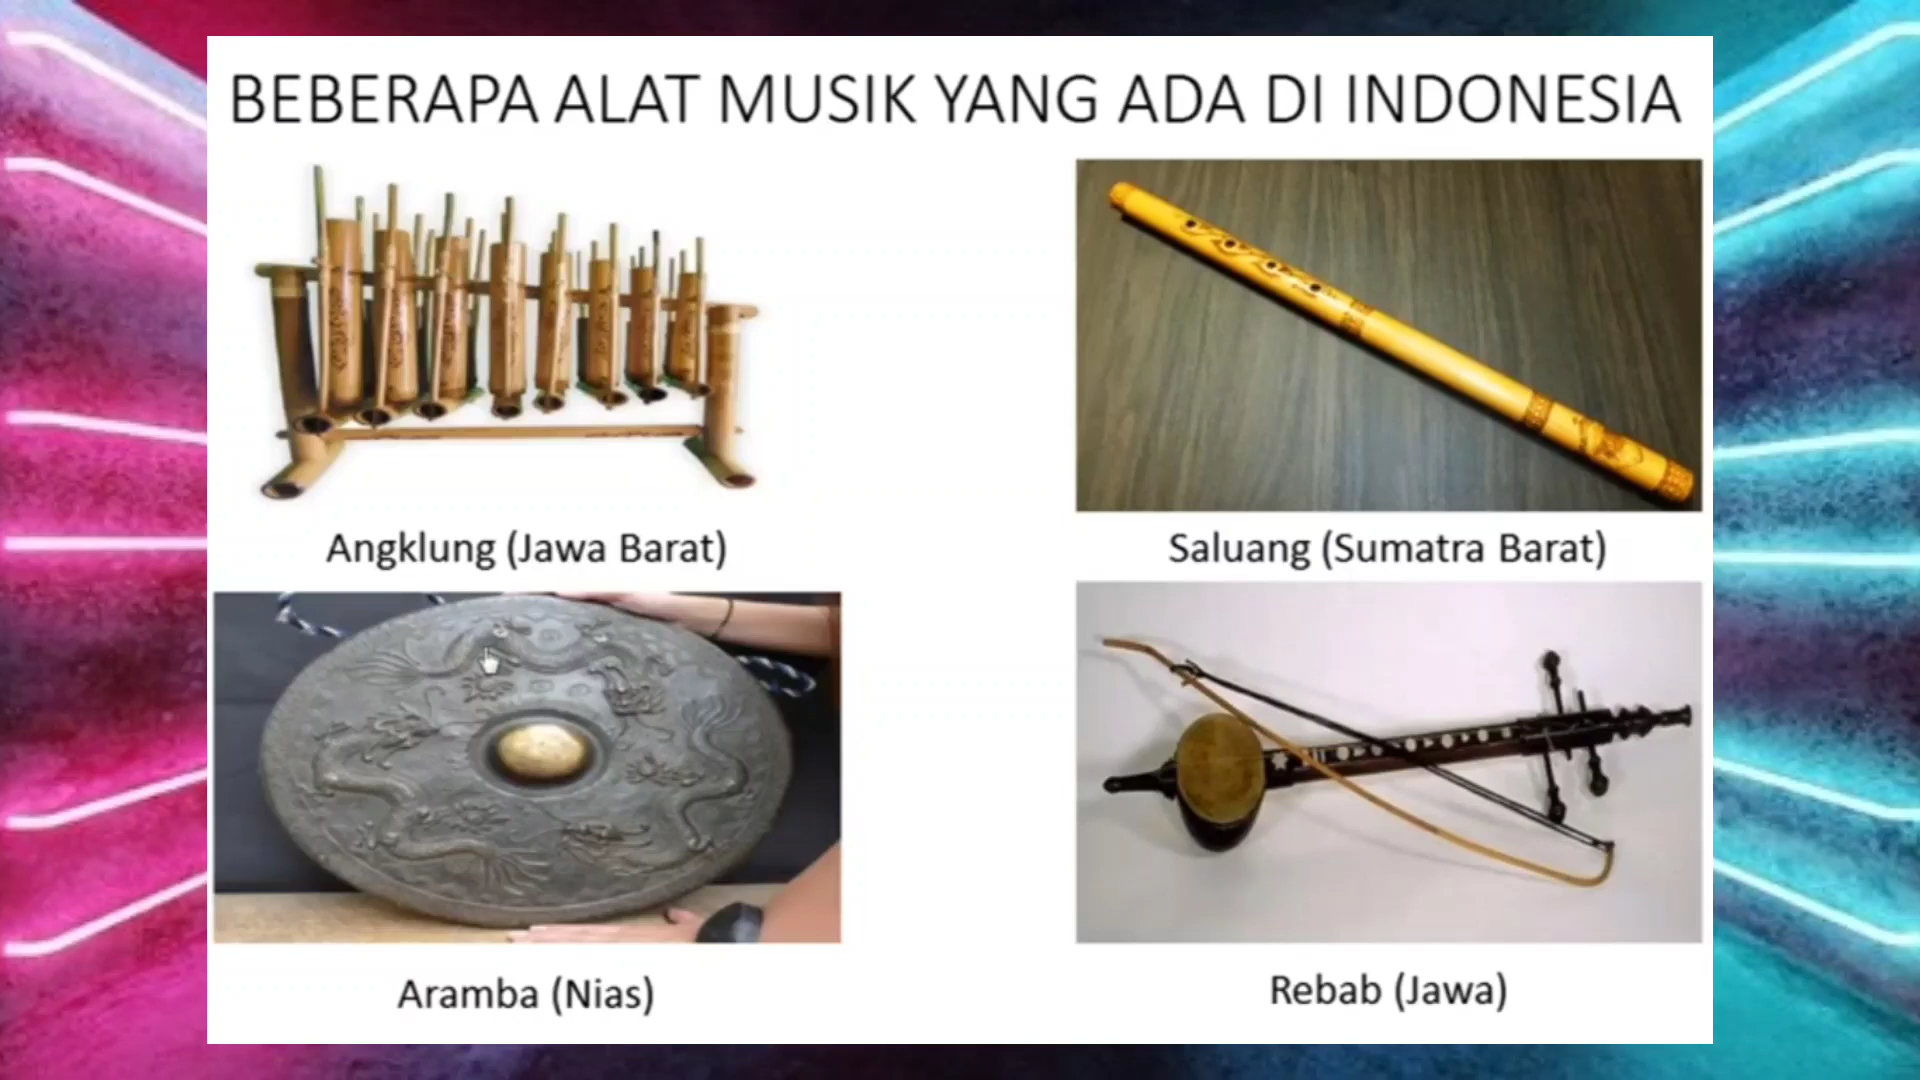 BEBERAPA ALAT MUSIK YANG ADA DI INDONESIA
Angklung (Jawa Barat)
Saluang (Sumatra Barat)
Aramba (Nias)
Rebab (Jawa)